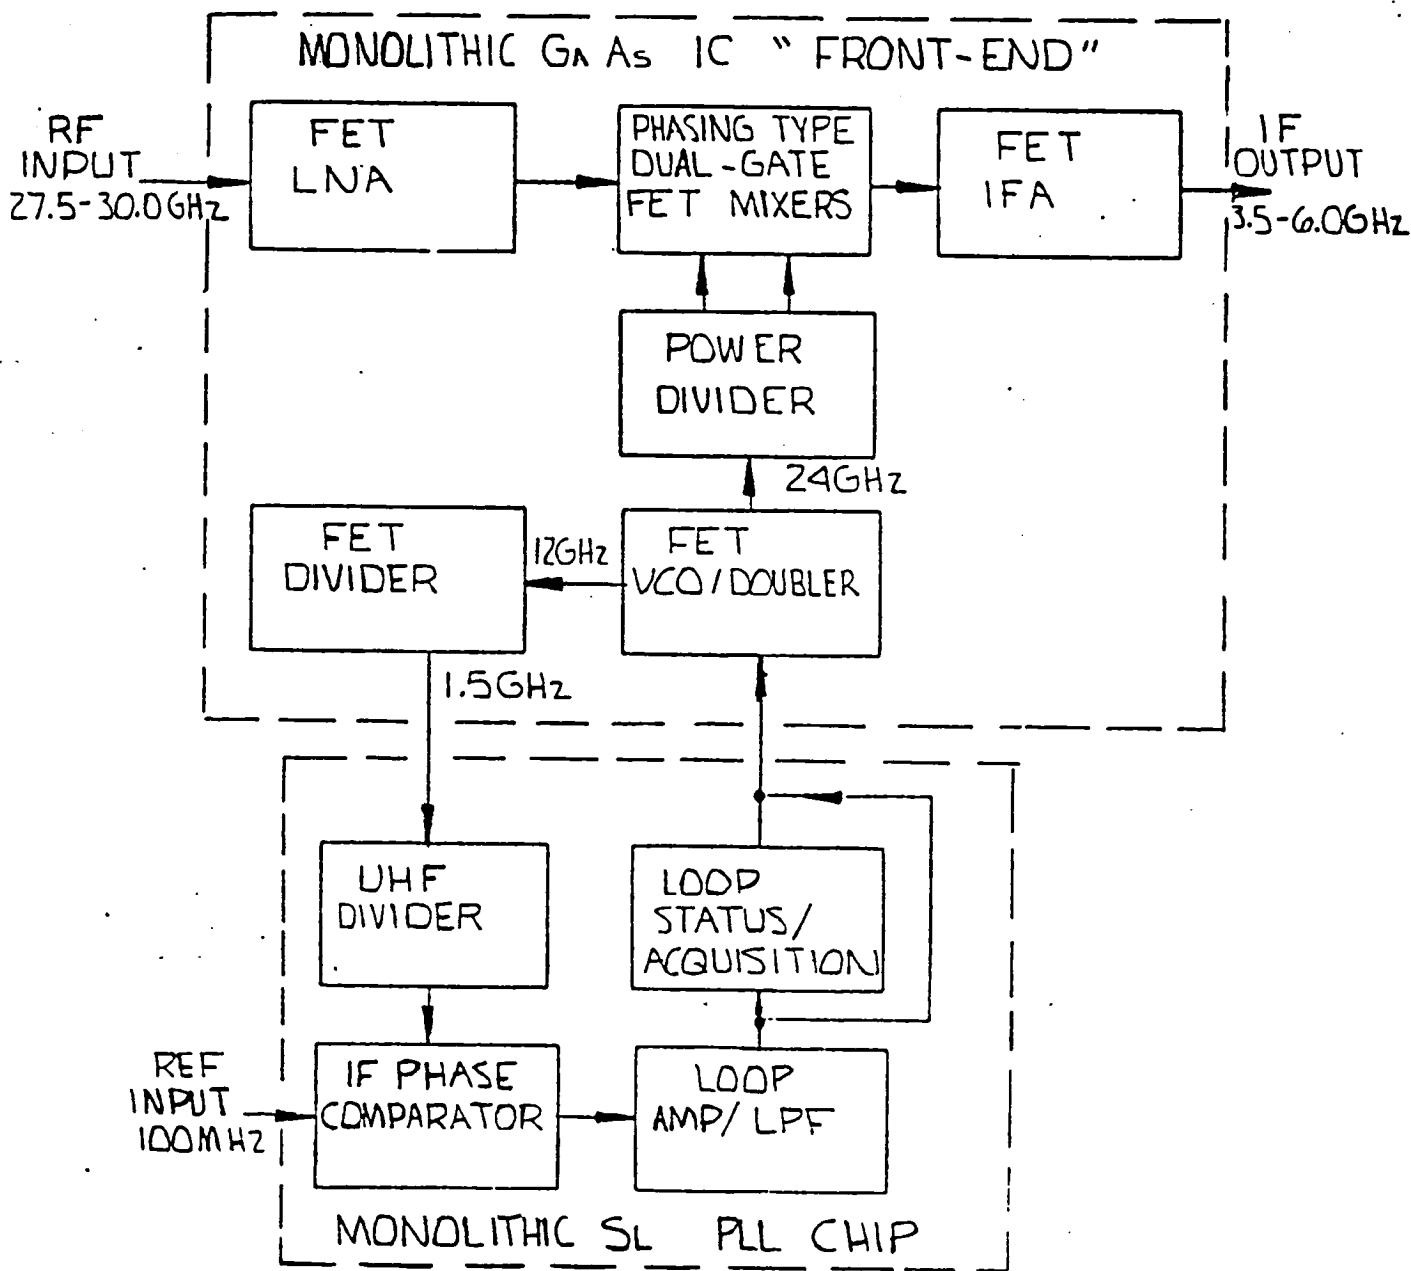 MONOLITHIC GaAs IC "FRONT-END"
RF
INPUT
27.5-30.0GHz
FET
LNA
PHASING TYPE
DUAL-GATE
FET MIXERS
FET
IFA
IF
OUTPUT
3.5-6.0GHz
POWER
DIVIDER
24GHz
FET
DIVIDER
12GHz
FET
VCO/DOUBLER
1.5GHz
UHF
DIVIDER
LOOP
STATUS/
ACQUISITION
REF
INPUT
100MHz
IF PHASE
COMPARATOR
LOOP
AMP/LPF
MONOLITHIC Si PLL CHIP